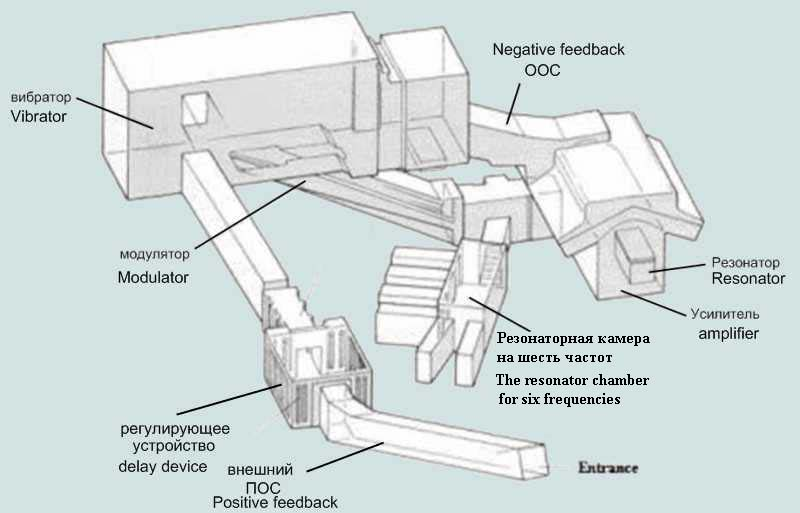 Negative feedback
ООС
вибратор
Vibrator
модулятор
Modulator
Резонатор
Resonator
Усилитель
amplifier
Резонаторная камера
на шесть частот
The resonator chamber
for six frequencies
регулирующее
устройство
delay device
внешний
ПОС
Positive feedback
Entrance